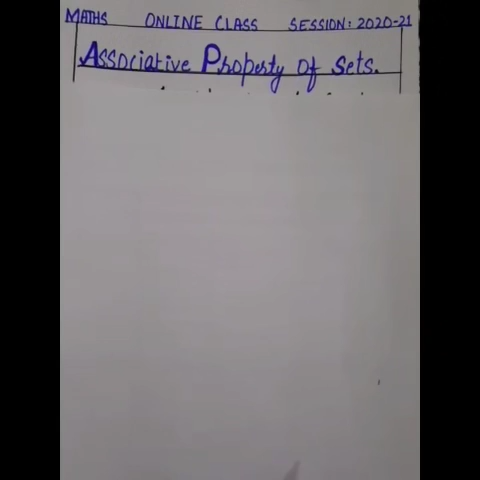 MATHS ONLINE CLASS SESSION: 2020-21
Associative Property of Sets.